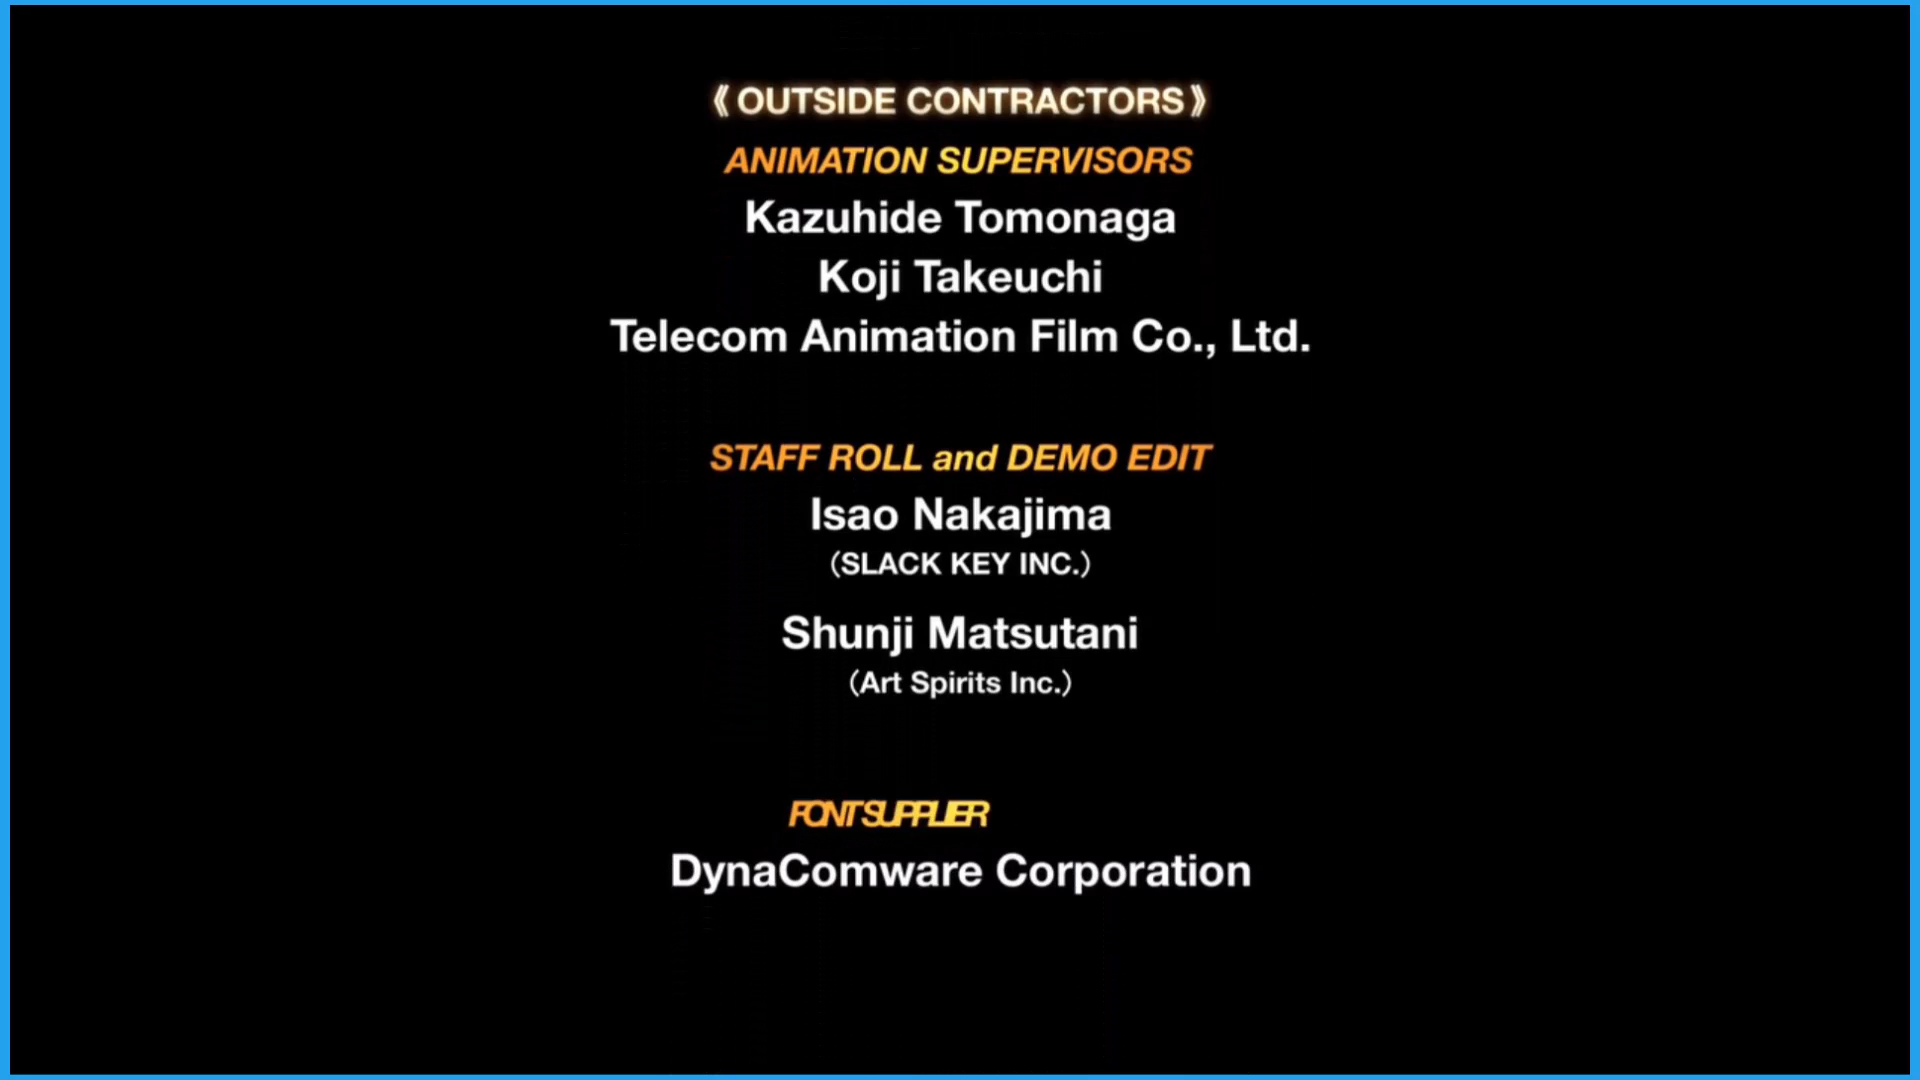 《OUTSIDE CONTRACTORS》
ANIMATION SUPERVISORS
Kazuhide Tomonaga
Koji Takeuchi
Telecom Animation Film Co., Ltd.
STAFF ROLL and DEMO EDIT
Isao Nakajima
(SLACK KEY INC.)
Shunji Matsutani
(Art Spirits Inc.)
FONT SUPPLIER
DynaComware Corporation